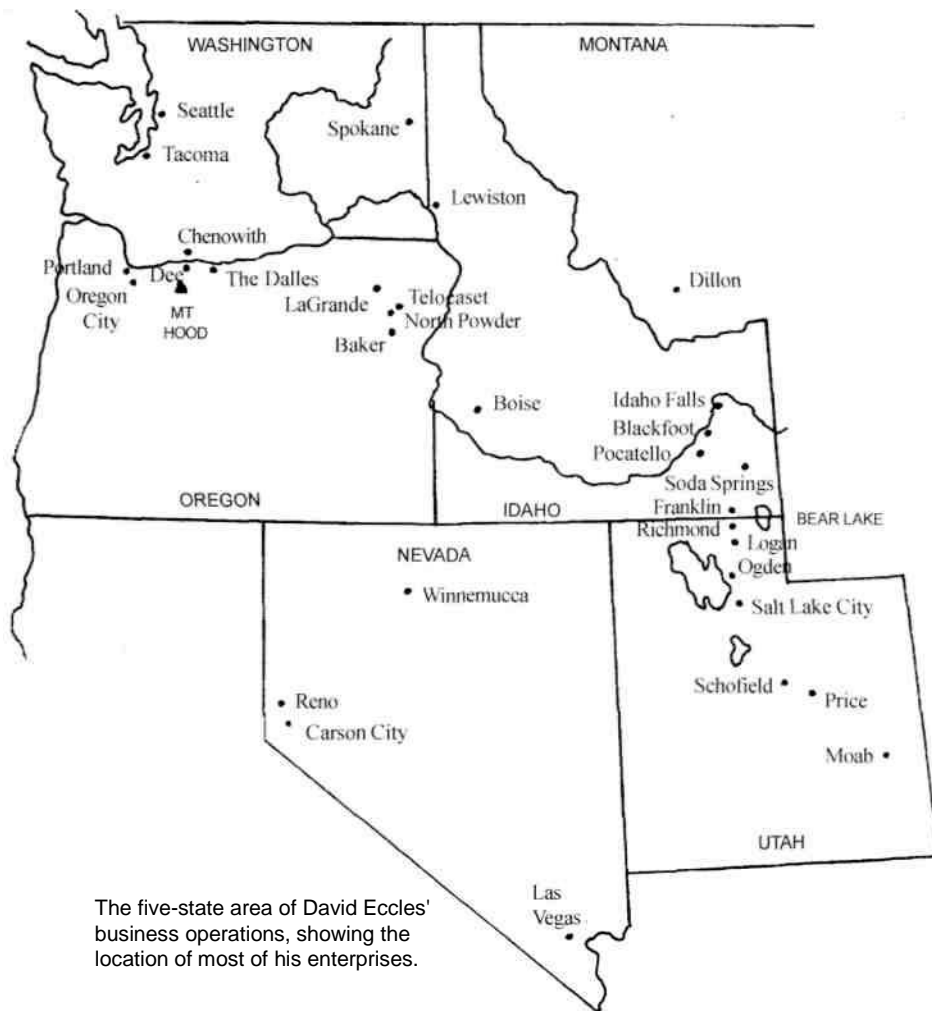 WASHINGTON
MONTANA
Seattle
Spokane
Tacoma
Lewiston
Chenowith
Portland
Dee
The Dalles
Oregon
City
MT
HOOD
LaGrande
Telocaset
North Powder
Baker
Dillon
Boise
Idaho Falls
Blackfoot
Pocatello
Soda Springs
OREGON
IDAHO
Franklin
Richmond
BEAR LAKE
Logan
Ogden
NEVADA
Winnemucca
Salt Lake City
Schofield
Price
Reno
Carson City
Moab
UTAH
Las
Vegas
The five-state area of David Eccles'
business operations, showing the
location of most of his enterprises.